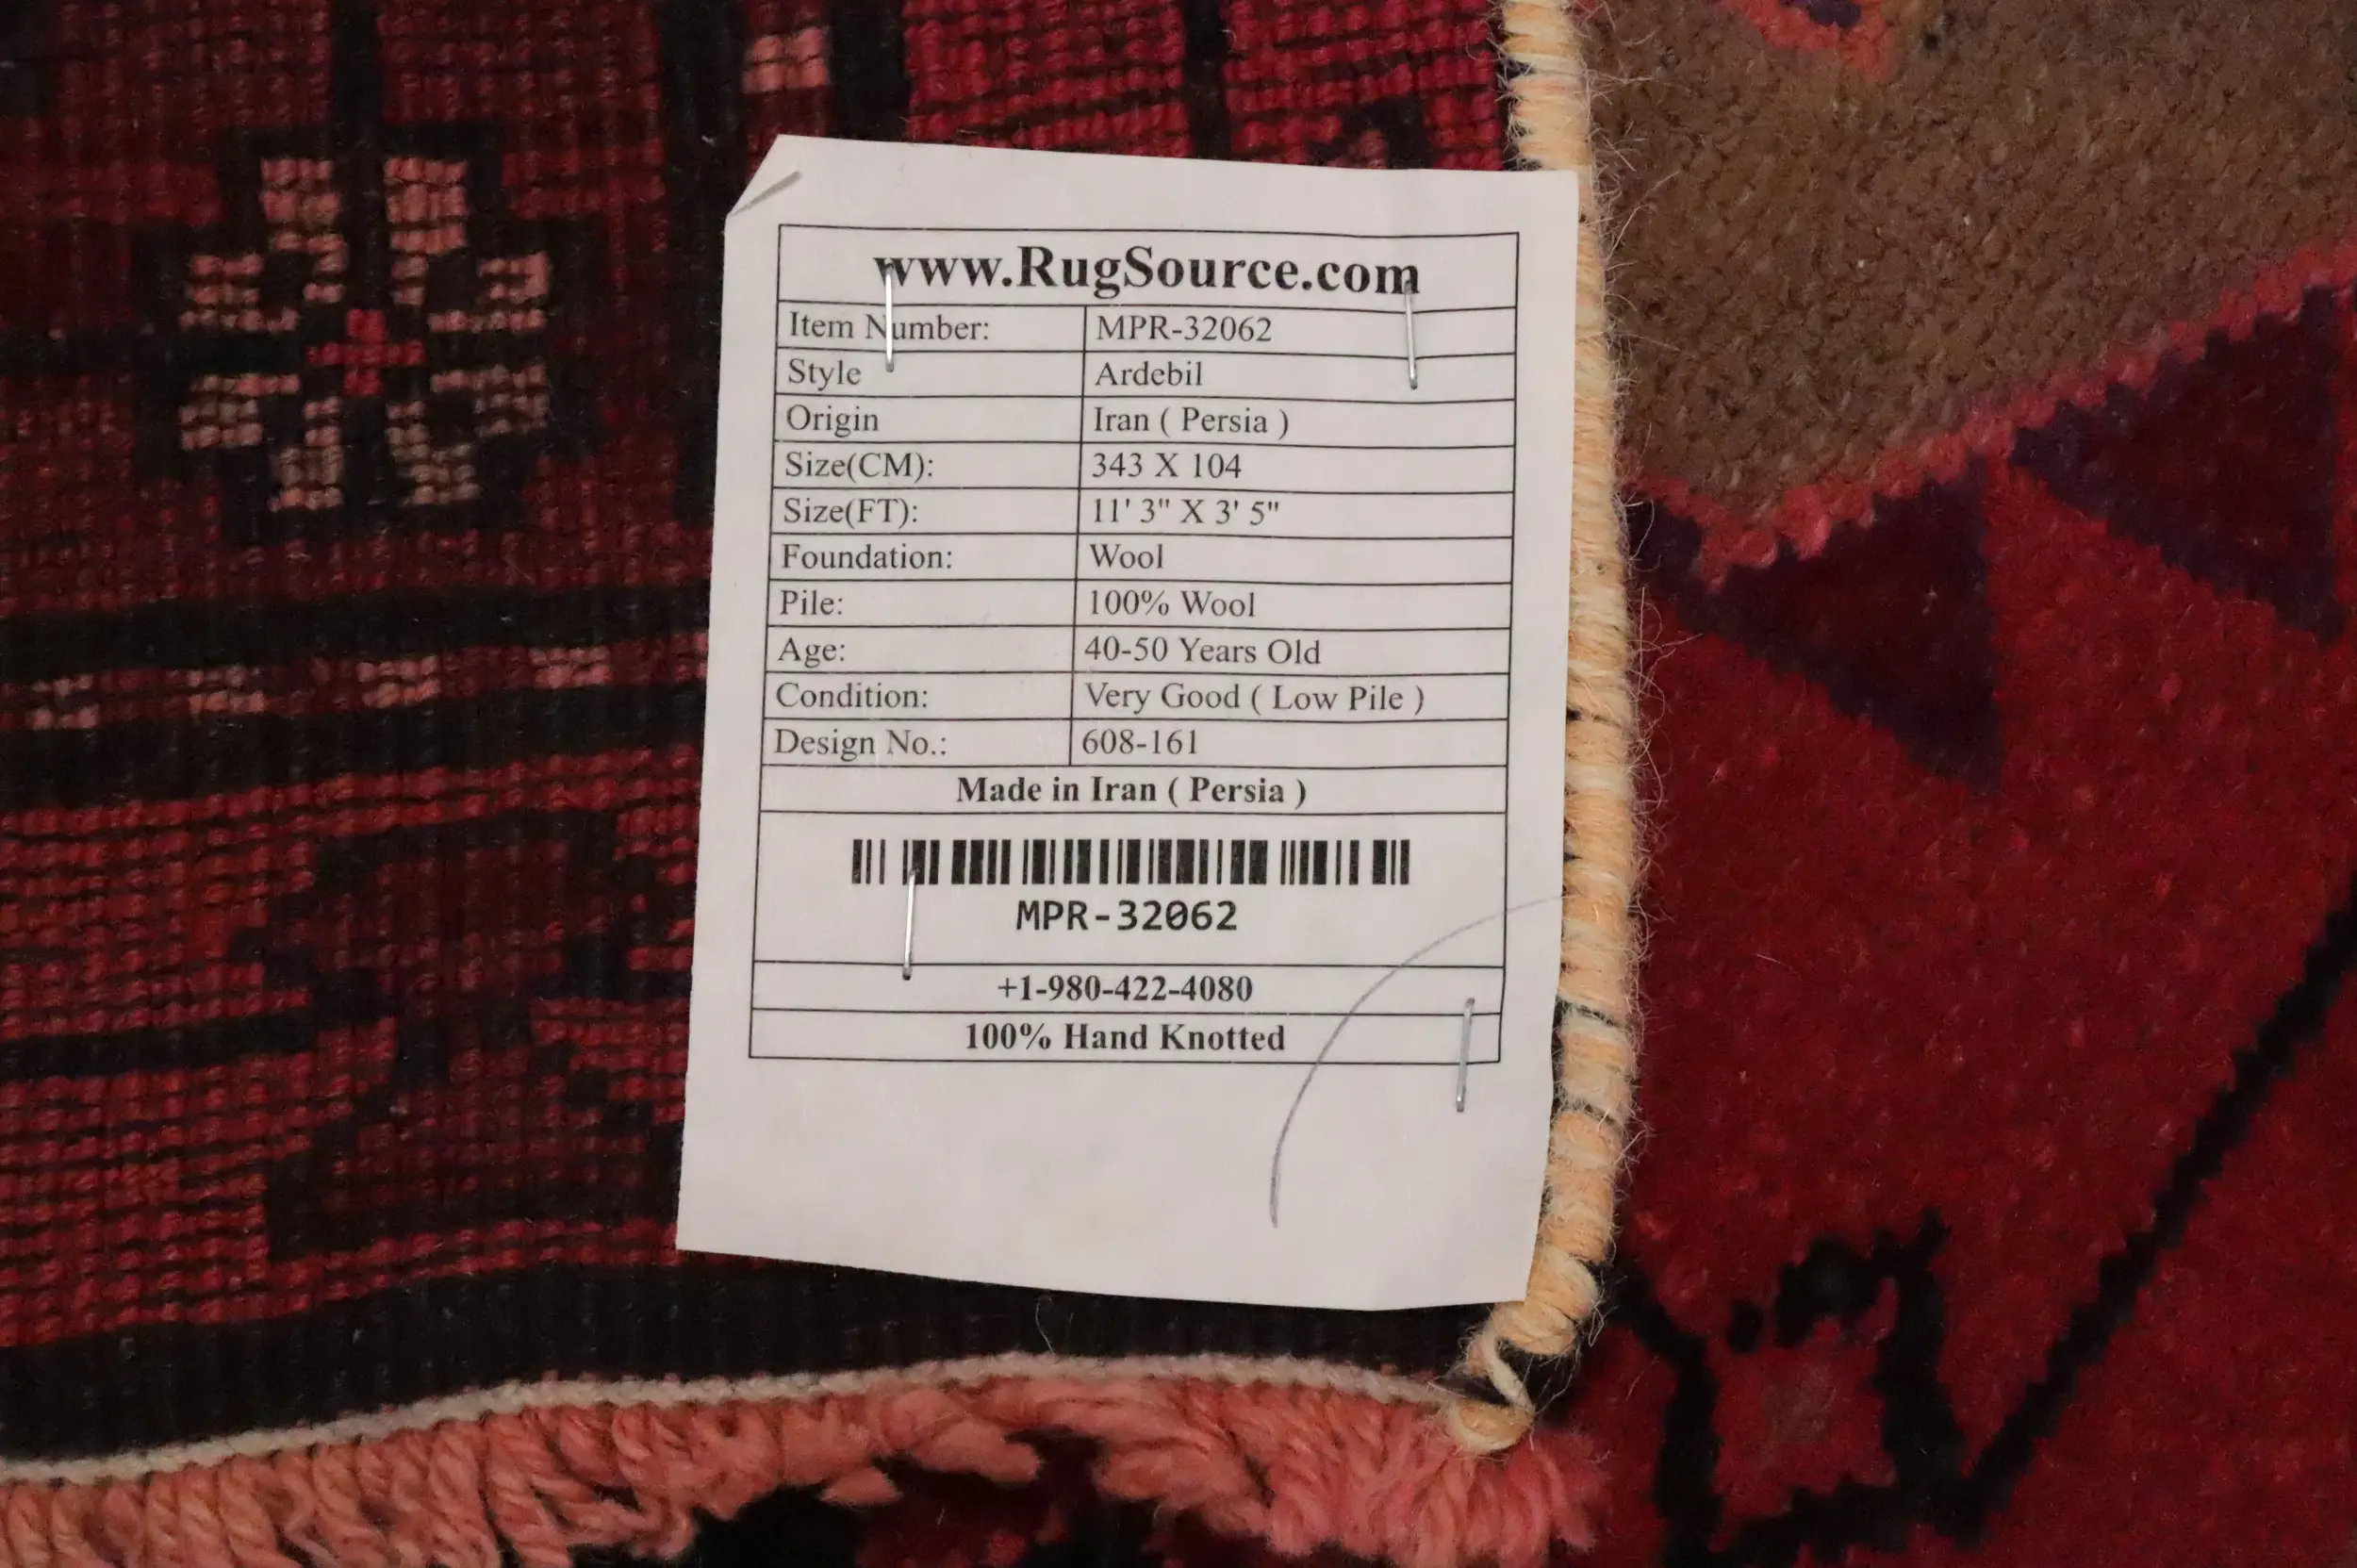 www.RugSource.com
Item Number: MPR-32062
Style Ardebil
Origin Iran ( Persia )
Size(CM): 343 X 104
Size(FT): 11' 3" X 3' 5"
Foundation: Wool
Pile: 100% Wool
Age: 40-50 Years Old
Condition: Very Good ( Low Pile )
Design No.: 608-161
Made in Iran ( Persia )
MPR-32062
+1-980-422-4080
100% Hand Knotted